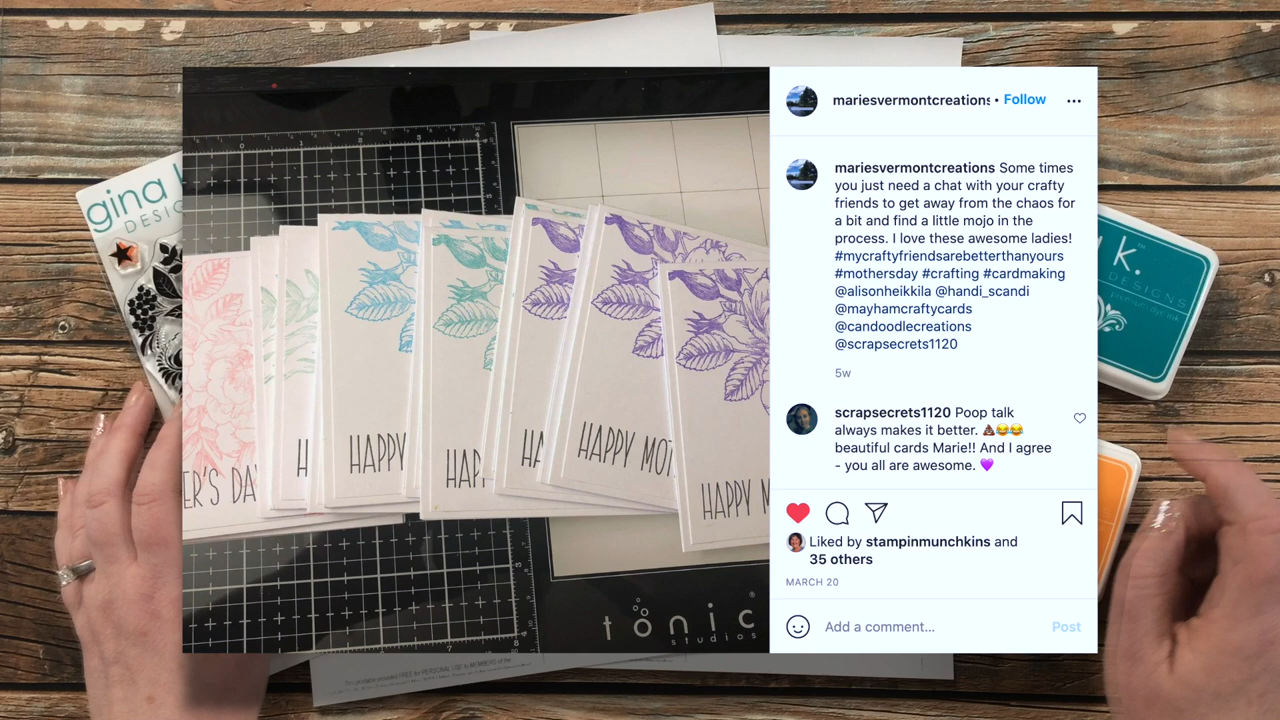 gina
DESIG
mariesvermontcreations • Follow
mariesvermontcreations Some times
you just need a chat with your crafty
friends to get away from the chaos for
a bit and find a little mojo in the
process. I love these awesome ladies!
#mycraftyfriendsarebetterthanyours
#mothersday #crafting #cardmaking
@alisonheikkila @handi_scandi
@mayhamcraftycards
@candoodlecreations
@scrapsecrets1120
5w
scrapsecrets1120 Poop talk
always makes it better. 💩😂😂
beautiful cards Marie!! And I agree
- you all are awesome. 💜
Liked by stampinmunchkins and
35 others
MARCH 20
Add a comment... Post
ER'S DA
H
HAPPY
HAP
HA
HAPPY MO
HAPPY M
tonic
studios
k.
DESIGNS